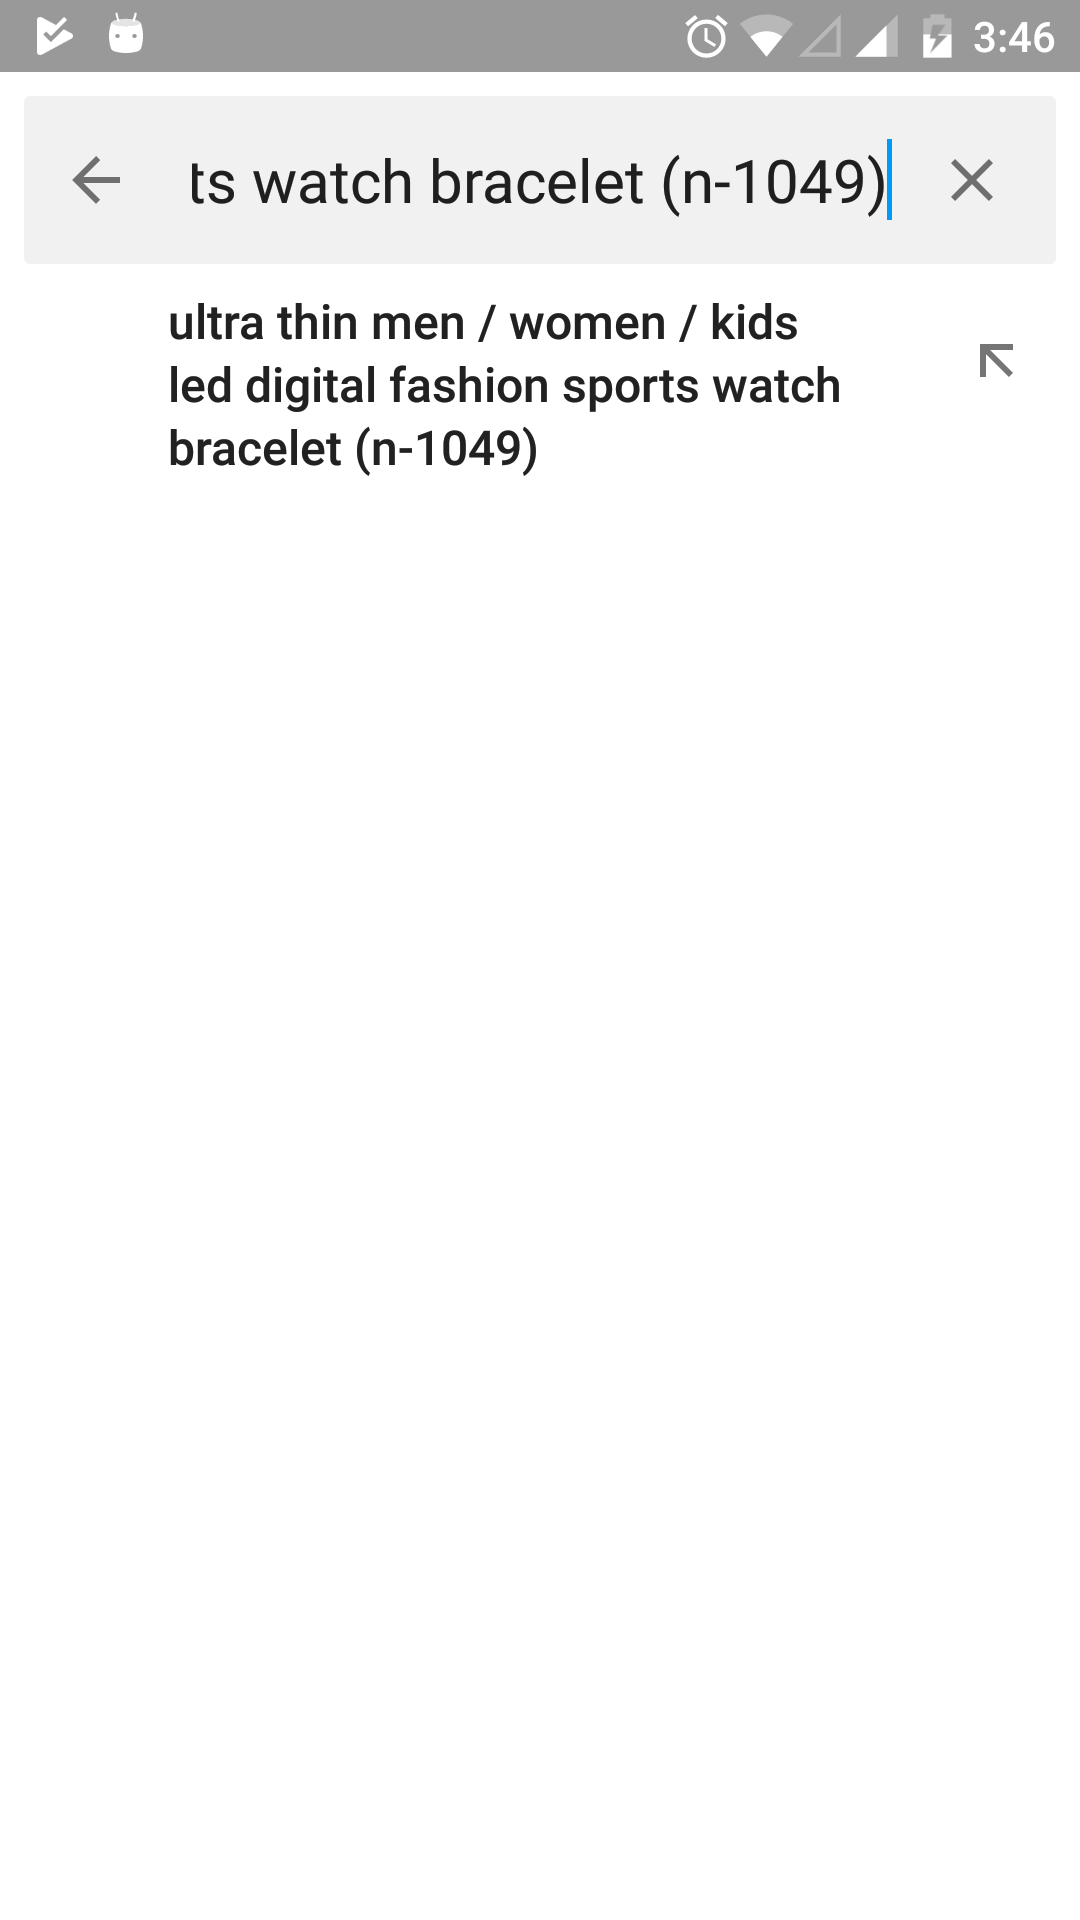 3:46
ts watch bracelet (n-1049)
ultra thin men / women / kids
led digital fashion sports watch
bracelet (n-1049)